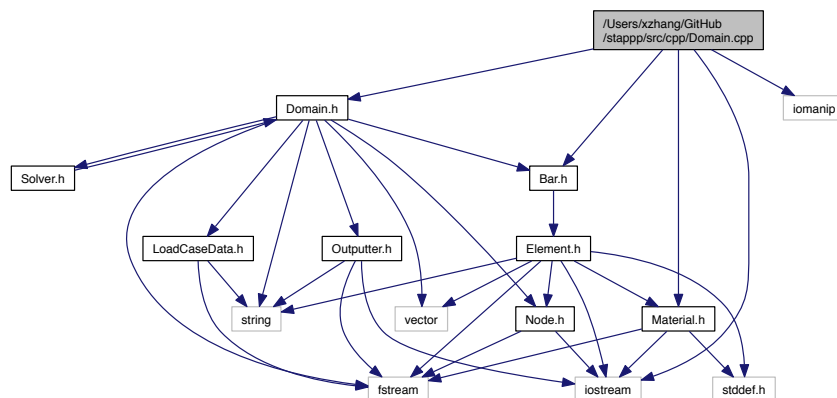 /Users/xzhang/GitHub
/stappp/src/cpp/Domain.cpp
Domain.h
iomanip
Solver.h
Bar.h
LoadCaseData.h
Outputter.h
Element.h
string
vector
Node.h
Material.h
fstream
iostream
stddef.h